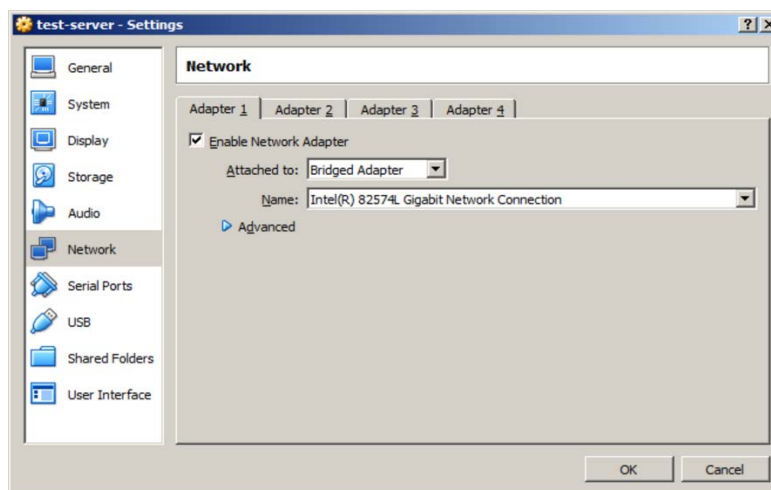 test-server - Settings
General
System
Display
Storage
Audio
Network
Serial Ports
USB
Shared Folders
User Interface
Network
Adapter 1 Adapter 2 Adapter 3 Adapter 4
Enable Network Adapter
Attached to: Bridged Adapter
Name: Intel(R) 82574L Gigabit Network Connection
Advanced
OK Cancel